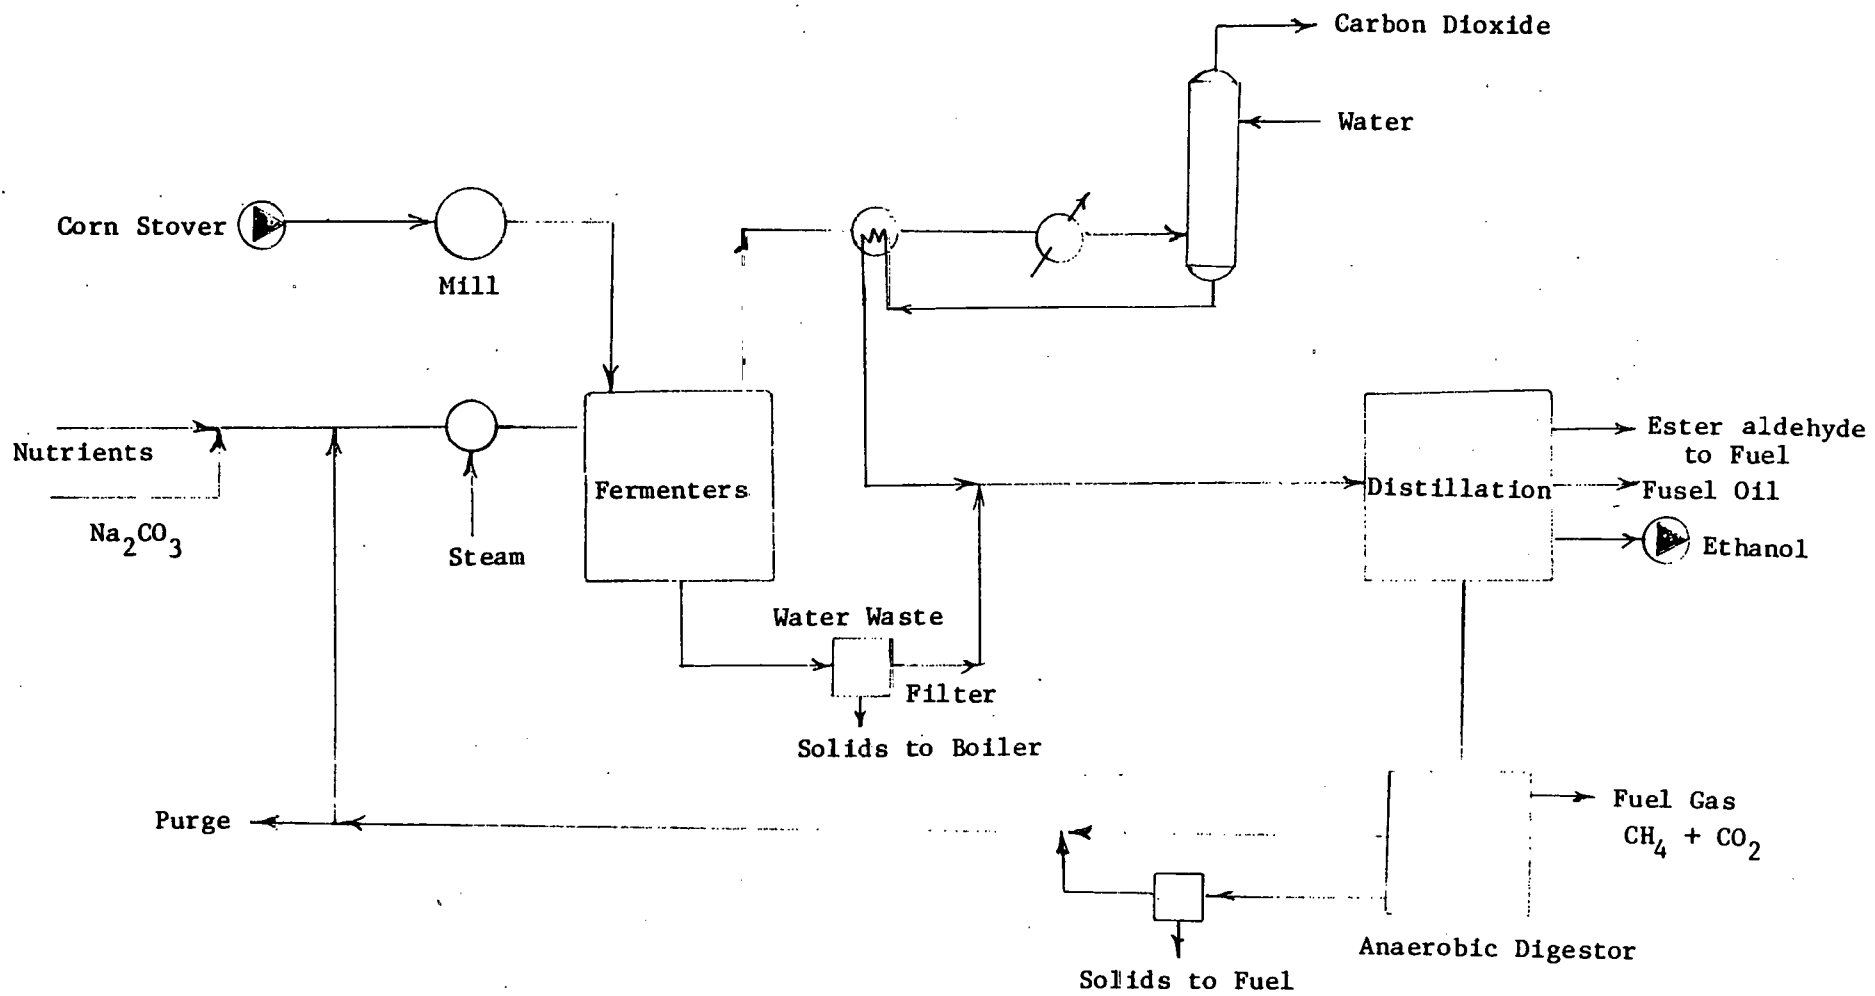 Carbon Dioxide
Water
Corn Stover
Mill
Nutrients
Na2CO3
Steam
Fermenters
Ester aldehyde
to Fuel
Distillation
Fusel Oil
Ethanol
Water Waste
Filter
Solids to Boiler
Purge
Fuel Gas
CH4 + CO2
Anaerobic Digestor
Solids to Fuel